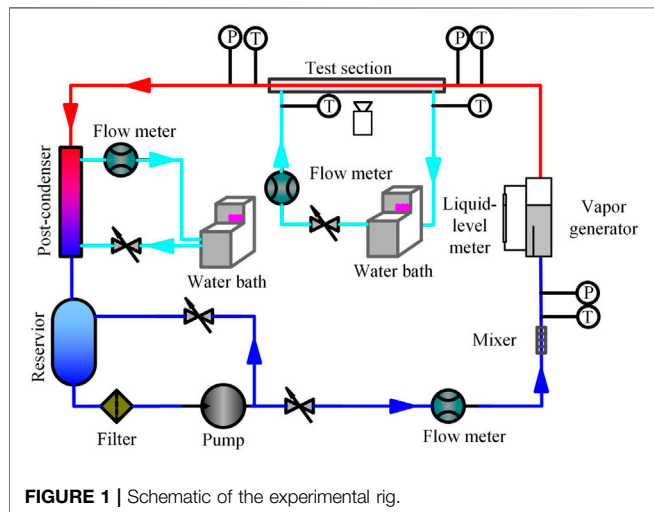 P
T
P
T
Test section
T
T
Flow meter
Flow meter
Post-condenser
Liquid-
level
meter
Vapor
generator
Water bath
Water bath
P
T
Mixer
Reservior
Filter
Pump
Flow meter
FIGURE 1 | Schematic of the experimental rig.